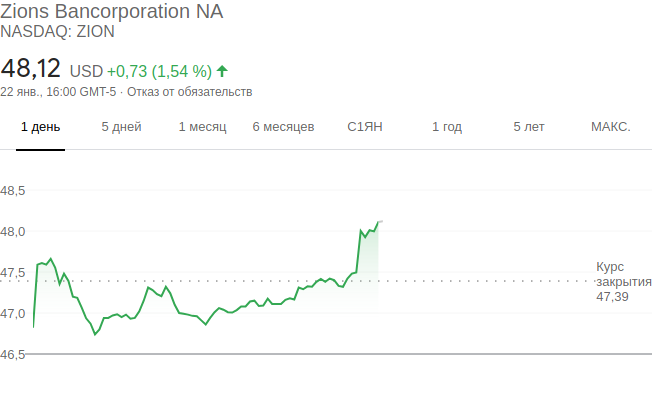 Zions Bancorporation NA
NASDAQ: ZION
48,12 USD +0,73 (1,54 %)
22 янв., 16:00 GMT-5 · Отказ от обязательств
1 день 5 дней 1 месяц 6 месяцев С1ЯН 1 год 5 лет МАКС.
48,5
48,0
47,5
Курс
закрытия
47,39
47,0
46,5